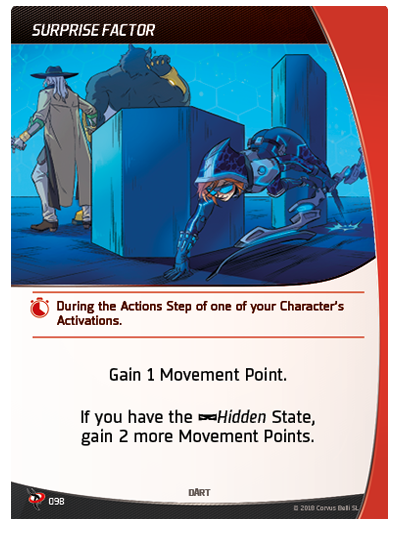 SURPRISE FACTOR
During the Actions Step of one of your Character's
Activations.
Gain 1 Movement Point.
If you have the Hidden State,
gain 2 more Movement Points.
DART
098
© 2018 Corvus Belli SL